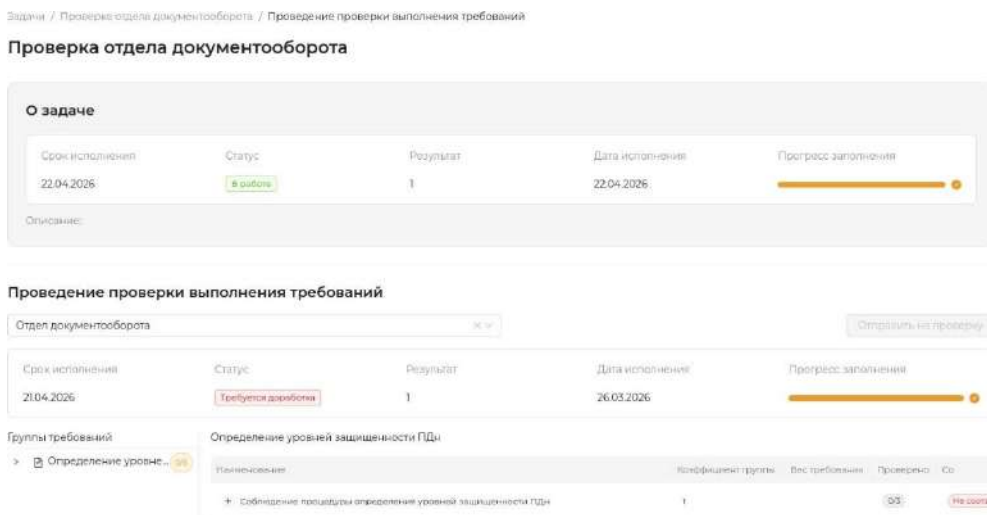 Задачи / Проверка отдела документооборота / Проведение проверки выполнения требований
Проверка отдела документооборота
О задаче
Срок исполнения Статус Результат Дата исполнения Прогресс заполнения
22.04.2026 В работе 1 22.04.2026
Описание:
Проведение проверки выполнения требований
Отдел документооборота Отправить на проверку
Срок исполнения Статус Результат Дата исполнения Прогресс заполнения
21.04.2026 Требуется доработка 1 26.03.2026
Группы требований Определение уровней защищенности ПДн
Определение уровне...
Наименование Коэффициент группы Вес требования Проверено Со
+ Соблюдение процедуры определения уровней защищенности ПДн 1 0/3 Не соотв